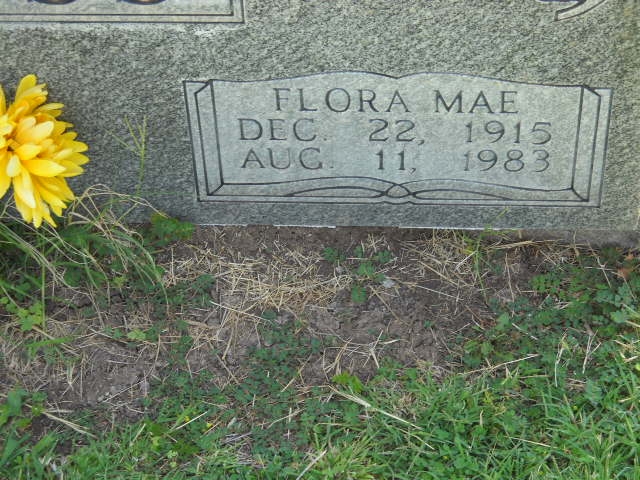 FLORA MAE
DEC. 22, 1915
AUG. 11, 1983